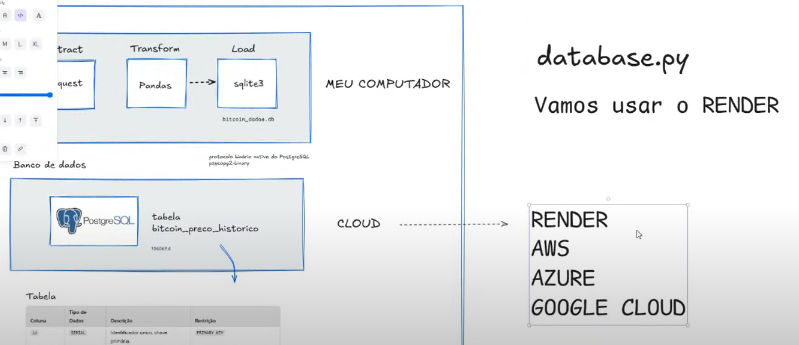 tract
Transform
Load
quest
Pandas
sqlite3
bitcoin_dados.db
MEU COMPUTADOR
database.py
Vamos usar o RENDER
protocolo binário nativo do PostgreSQL
psycopg2-binary
Banco de dados
PostgreSQL
tabela
bitcoin_preco_historico
CLOUD
RENDER
AWS
AZURE
GOOGLE CLOUD
Tabela
Coluna
Tipo de
Dados
Descrição
Restrição
id
SERIAL
Identificador único, chave
primária.
PRIMARY KEY
A
M
L
XL